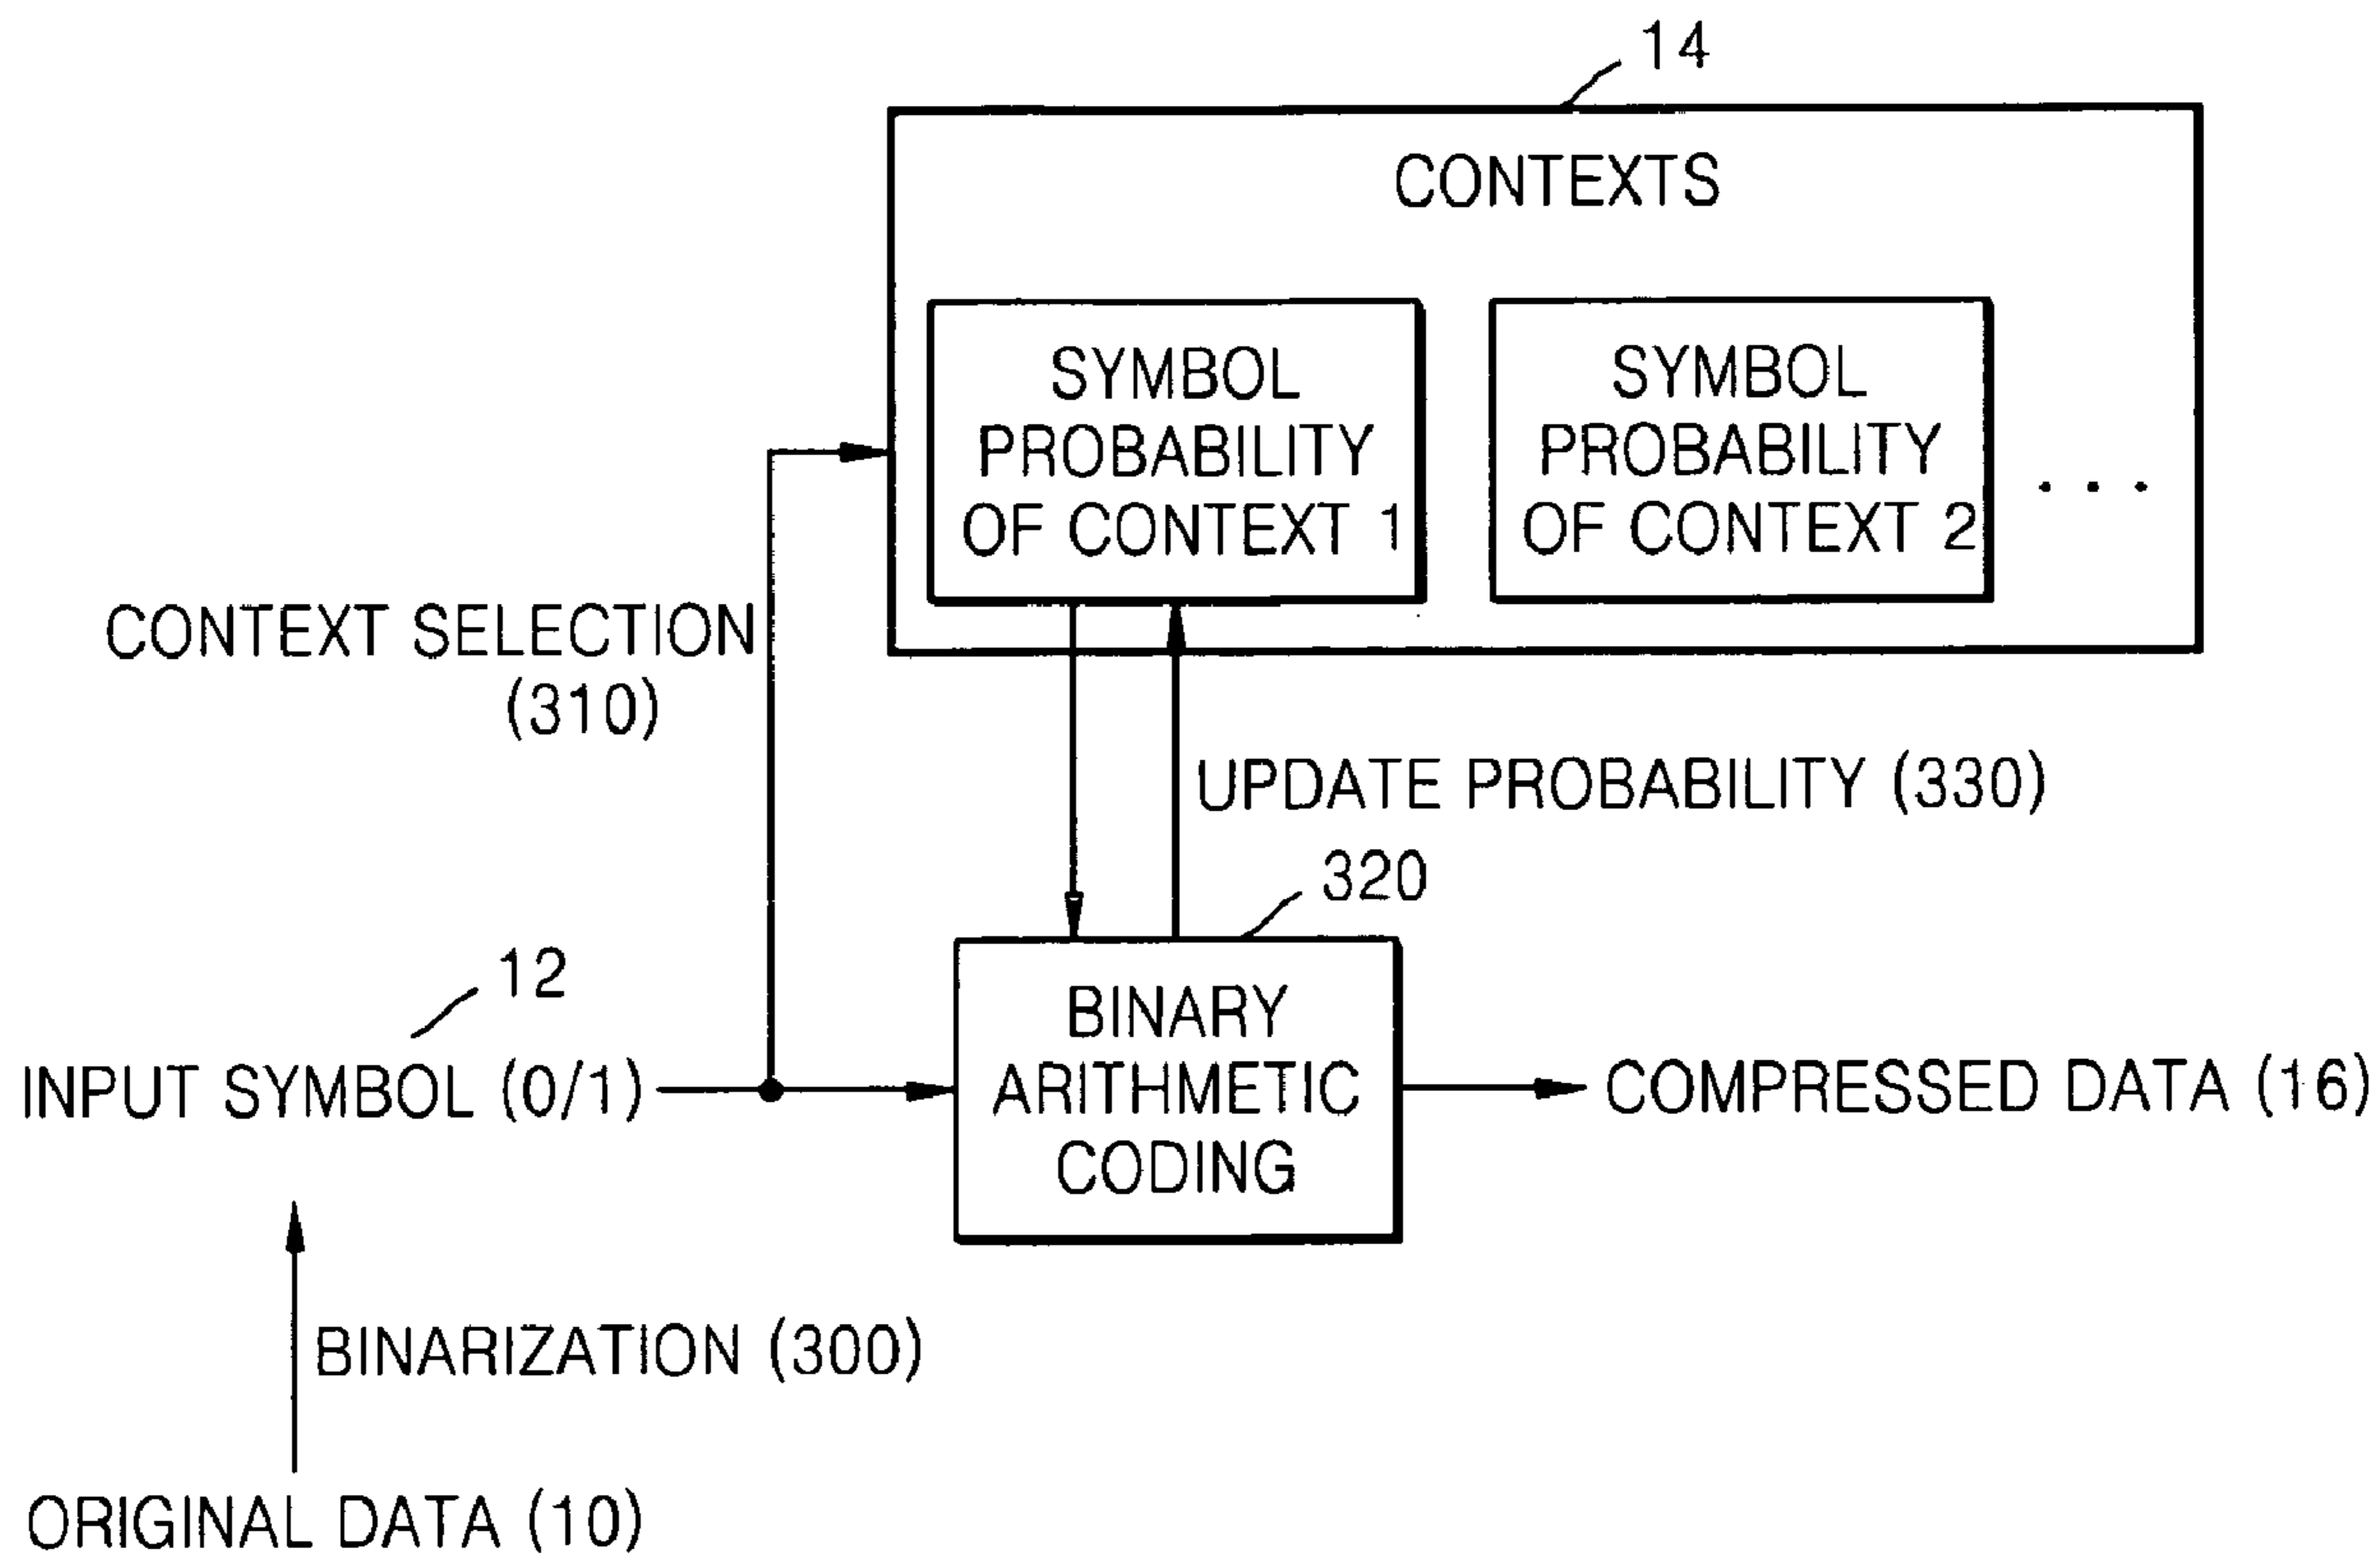 14
CONTEXTS
SYMBOL
PROBABILITY
OF CONTEXT 1
SYMBOL
PROBABILITY
OF CONTEXT 2
. . .
CONTEXT SELECTION
(310)
UPDATE PROBABILITY (330)
320
12
INPUT SYMBOL (0/1)
BINARY
ARITHMETIC
CODING
COMPRESSED DATA (16)
BINARIZATION (300)
ORIGINAL DATA (10)